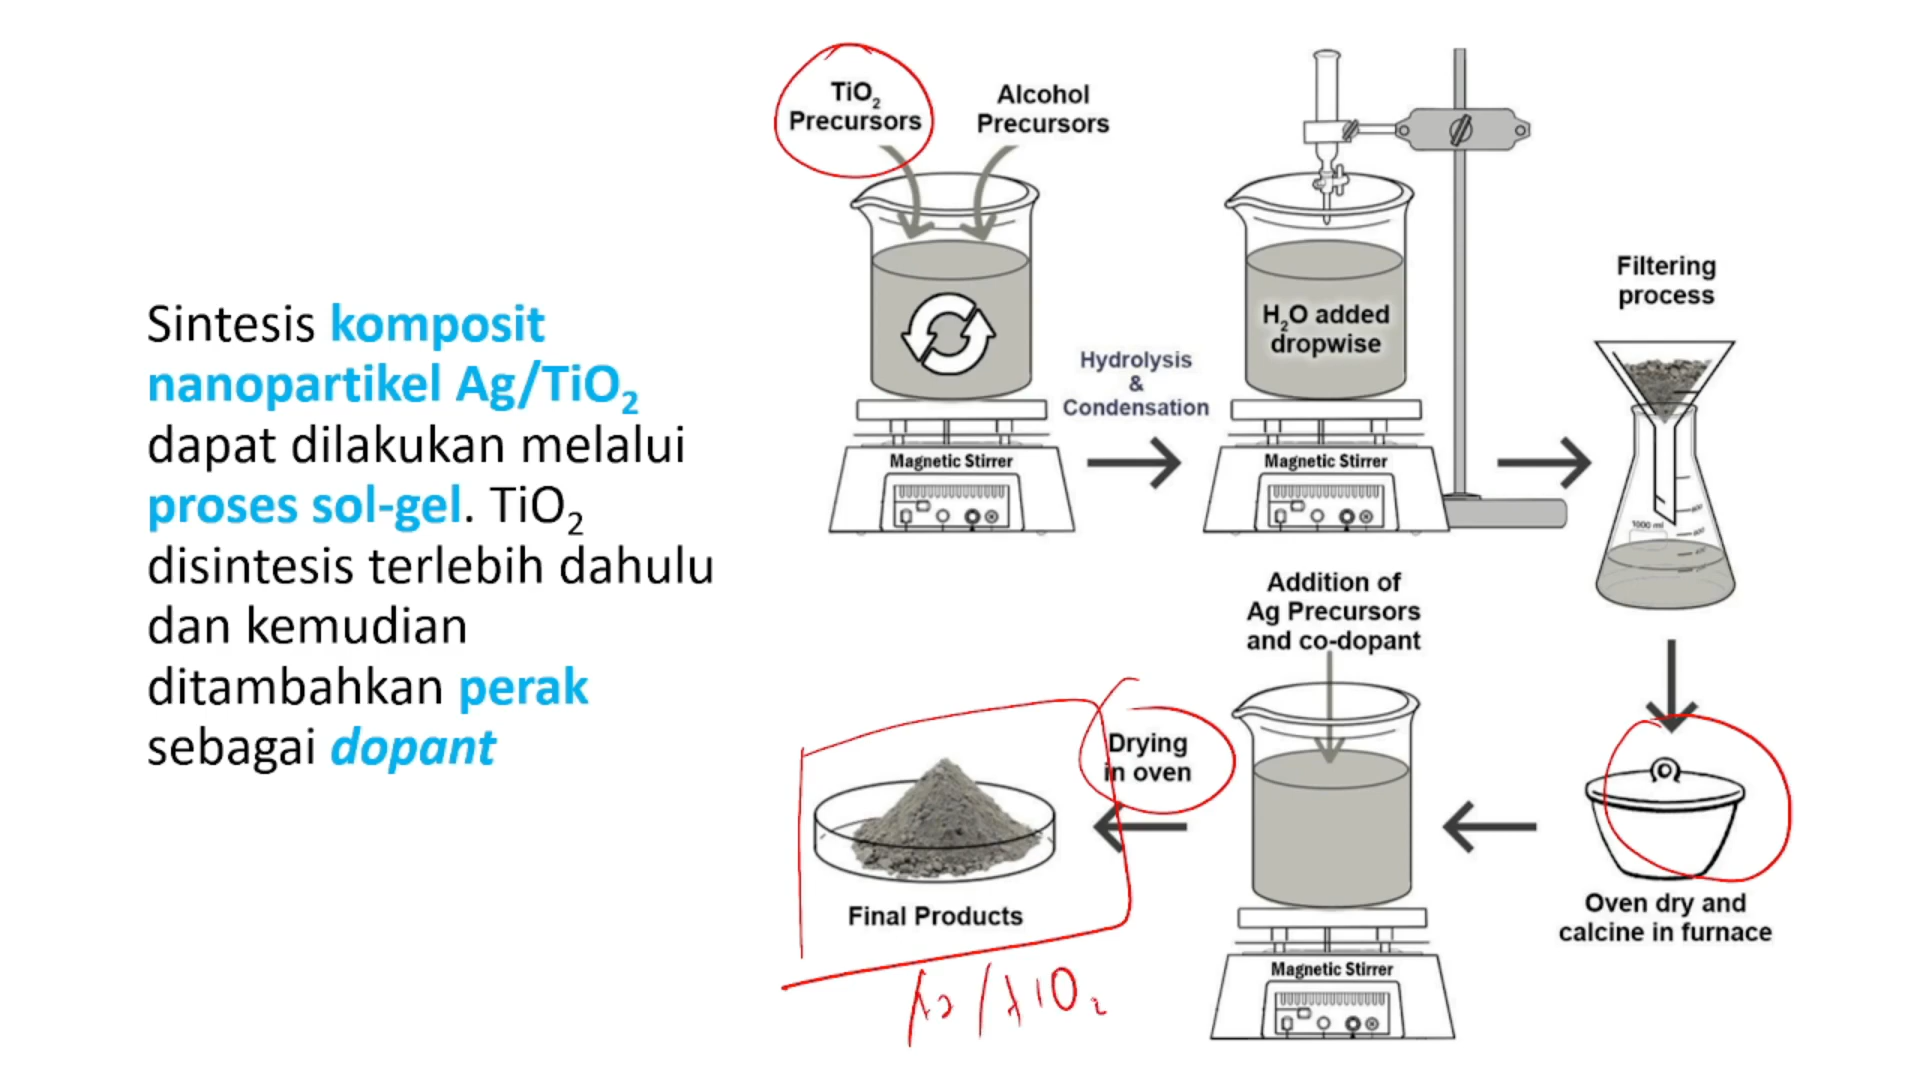 Sintesis komposit
nanopartikel Ag/TiO₂
dapat dilakukan melalui
proses sol-gel. TiO₂
disintesis terlebih dahulu
dan kemudian
ditambahkan perak
sebagai dopant
TiO₂
Precursors
Alcohol
Precursors
Magnetic Stirrer
Hydrolysis
&
Condensation
H₂O added
dropwise
Magnetic Stirrer
Filtering
process
1000 ml
Oven dry and
calcine in furnace
Addition of
Ag Precursors
and co-dopant
Magnetic Stirrer
Drying
in oven
Final Products
Ag/TiO₂